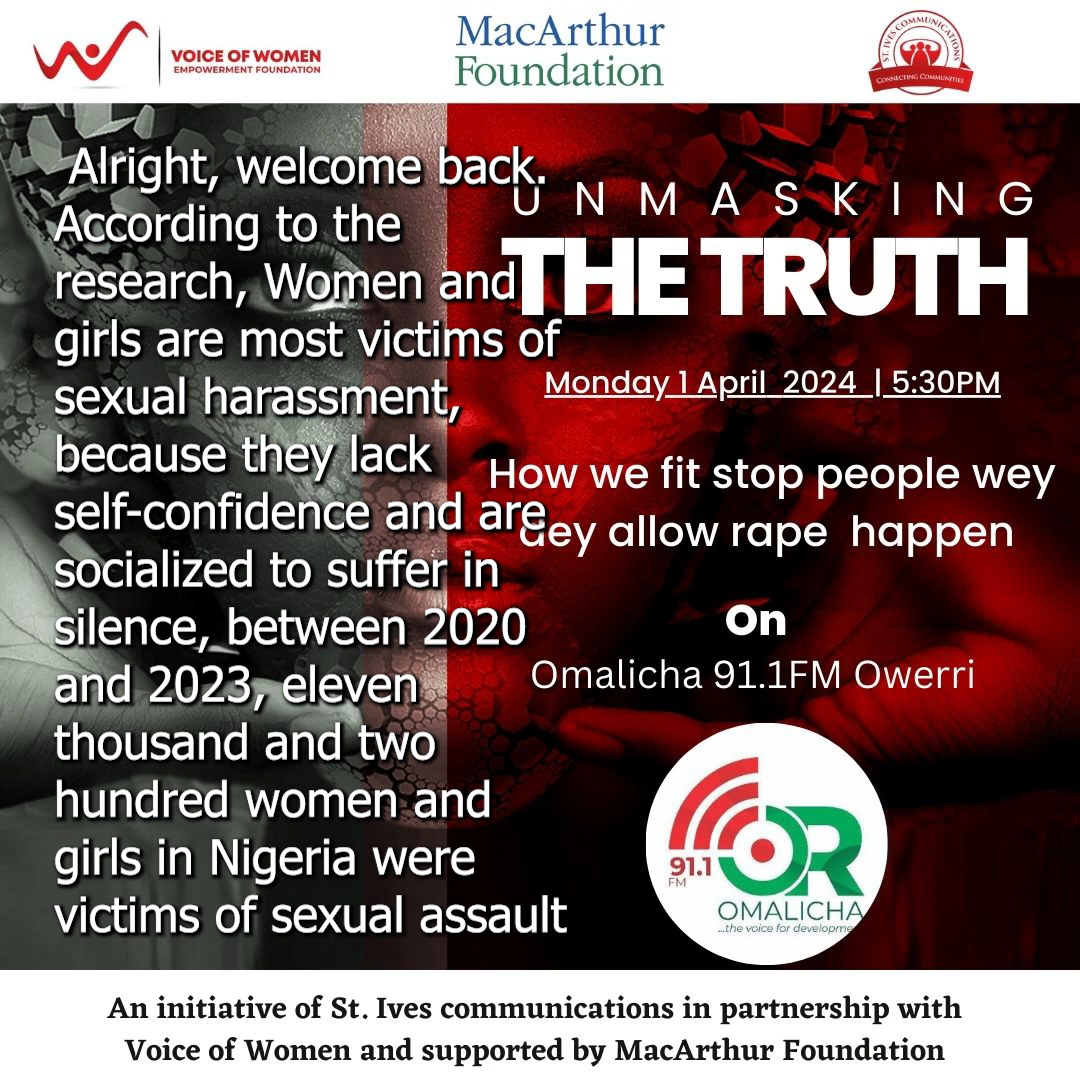 VOICE OF WOMEN
EMPOWERMENT FOUNDATION
MacArthur
Foundation
ST. IVES COMMUNICATIONS
CONNECTING COMMUNITIES
Alright, welcome back.
According to the
research, Women and
girls are most victims of
sexual harassment,
because they lack
self-confidence and are
socialized to suffer in
silence, between 2020
and 2023, eleven
thousand and two
hundred women and
girls in Nigeria were
victims of sexual assault
UNMASKING
THE TRUTH
Monday 1 April 2024 | 5:30PM
How we fit stop people wey
dey allow rape happen
On
Omalicha 91.1FM Owerri
91.1
FM
OR
OMALICHA
...the voice for developme
An initiative of St. Ives communications in partnership with
Voice of Women and supported by MacArthur Foundation